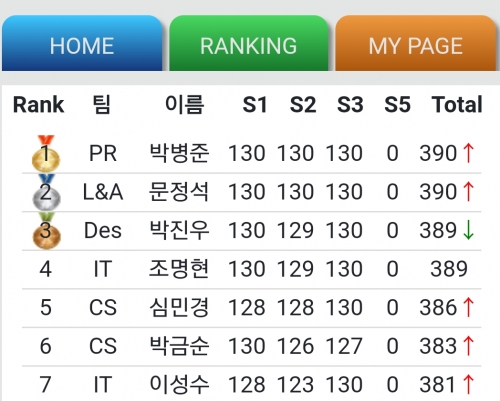 HOME RANKING MY PAGE
Rank 팀 이름 S1 S2 S3 S5 Total
1 PR 박병준 130 130 130 0 390 ↑
2 L&A 문정석 130 130 130 0 390 ↑
3 Des 박진우 130 129 130 0 389 ↓
4 IT 조명현 130 129 130 0 389
5 CS 심민경 128 128 130 0 386 ↑
6 CS 박금순 130 126 127 0 383 ↑
7 IT 이성수 128 123 130 0 381 ↑